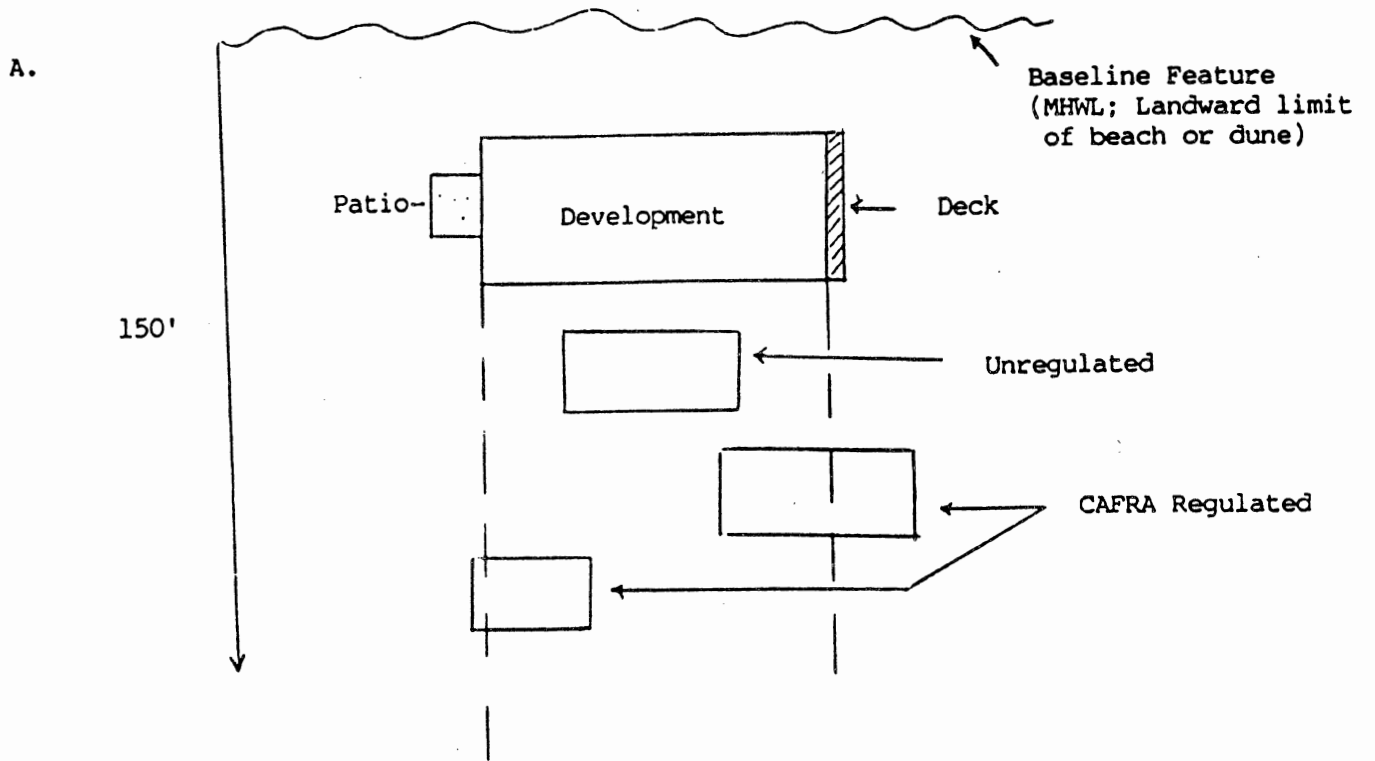 A.
Baseline Feature
(MHWL; Landward limit
of beach or dune)
Patio-
Development
Deck
150'
Unregulated
CAFRA Regulated